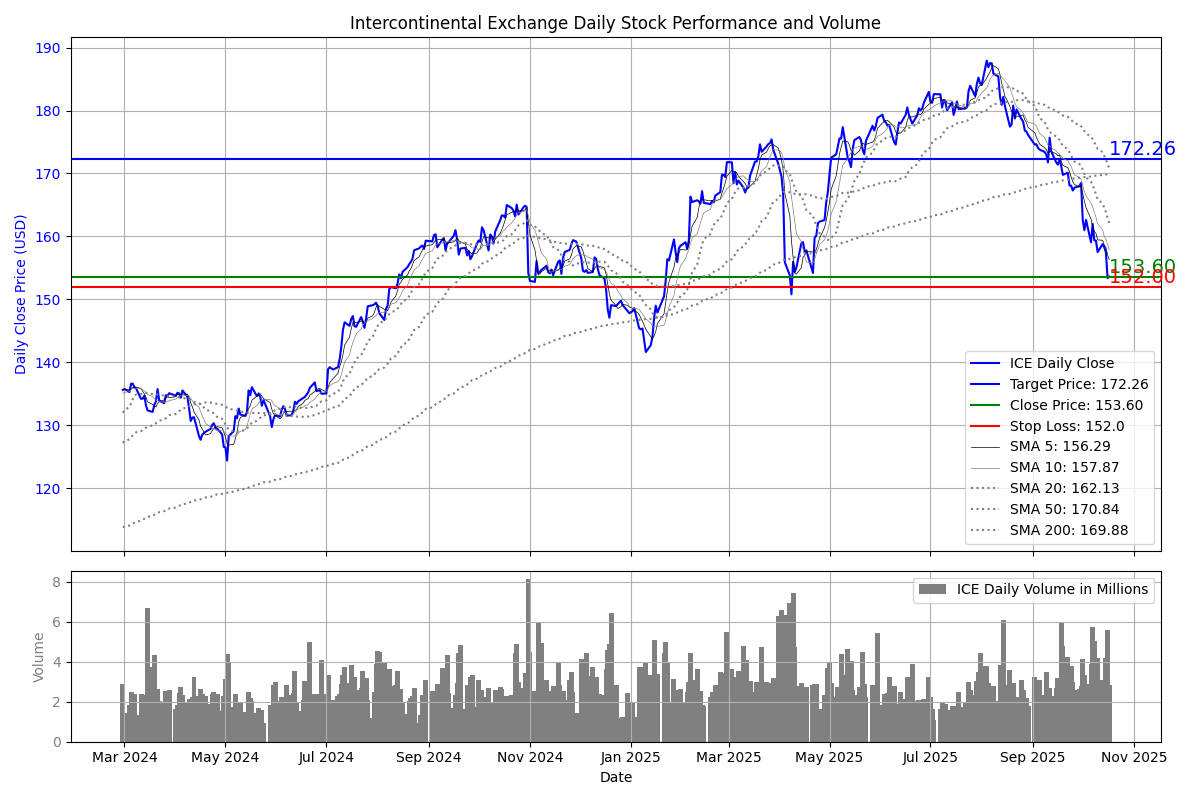 Intercontinental Exchange Daily Stock Performance and Volume
Daily Close Price (USD)
190
180
170
160
150
140
130
120
172.26
153.60
152.00
ICE Daily Close
Target Price: 172.26
Close Price: 153.60
Stop Loss: 152.0
SMA 5: 156.29
SMA 10: 157.87
SMA 20: 162.13
SMA 50: 170.84
SMA 200: 169.88
Volume
8
6
4
2
0
ICE Daily Volume in Millions
Mar 2024 May 2024 Jul 2024 Sep 2024 Nov 2024 Jan 2025 Mar 2025 May 2025 Jul 2025 Sep 2025 Nov 2025
Date